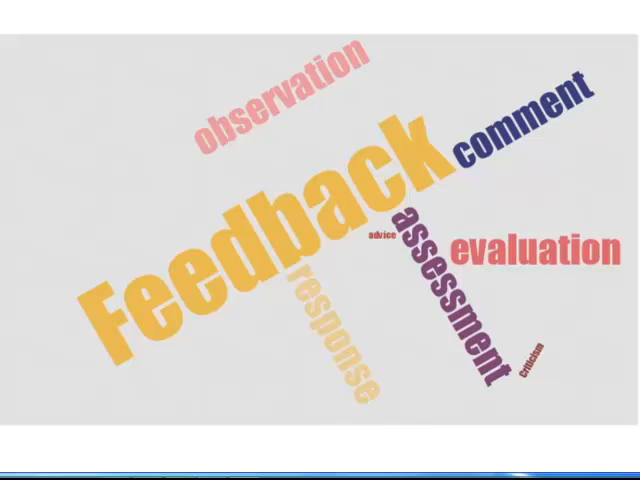 observation
comment
Feedback
advice
assessment
evaluation
response
Criticism